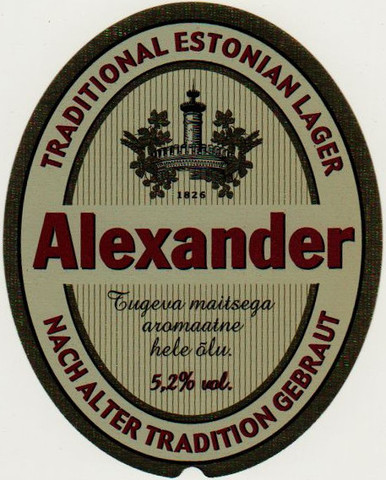 TRADITIONAL ESTONIAN LAGER
1826
Alexander
Tugeva maitsega
aromaatne
hele õlu.
5,2% vol.
NACH ALTER TRADITION GEBRAUT